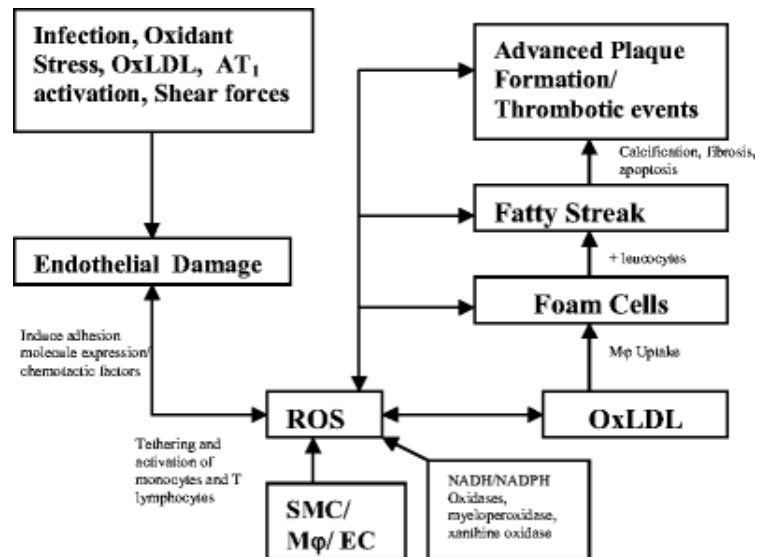 Infection, Oxidant
Stress, OxLDL, AT₁
activation, Shear forces
Advanced Plaque
Formation/
Thrombotic events
Calcification, fibrosis,
apoptosis
Fatty Streak
+ leucocytes
Endothelial Damage
Foam Cells
Induce adhesion
molecule expression/
chemotactic factors
Mφ Uptake
ROS
OxLDL
Tethering and
activation of
monocytes and T
lymphocytes
SMC/
Mφ/ EC
NADH/NADPH
Oxidases,
myeloperoxidase,
xanthine oxidase